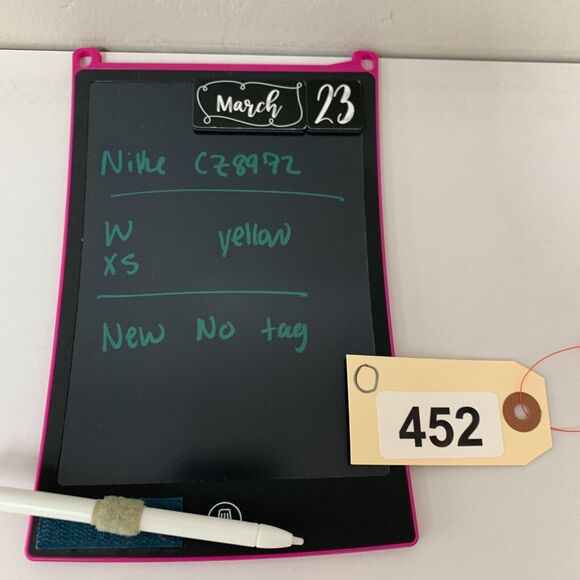 March 23
Nike CZ8972
W yellow
XS
New No tag
452